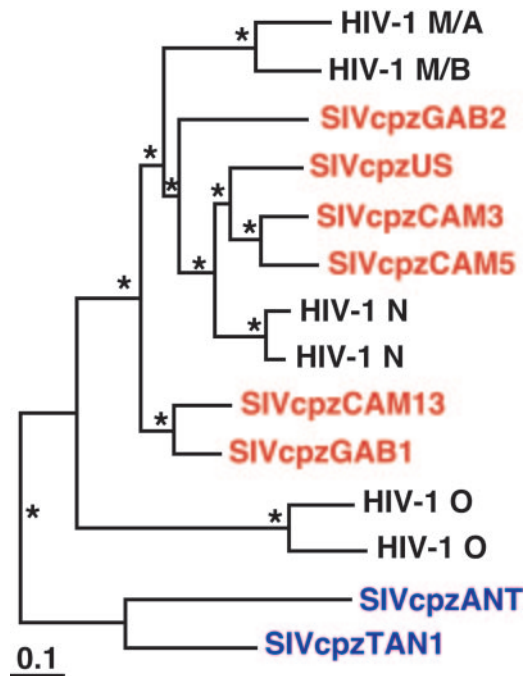 HIV-1 M/A
*
HIV-1 M/B
SIVcpzGAB2
*
SIVcpzUS
*
*
SIVcpzCAM3
*
SIVcpzCAM5
*
*
HIV-1 N
*
HIV-1 N
SIVcpzCAM13
*
SIVcpzGAB1
HIV-1 O
*
*
HIV-1 O
SIVcpzANT
SIVcpzTAN1
0.1